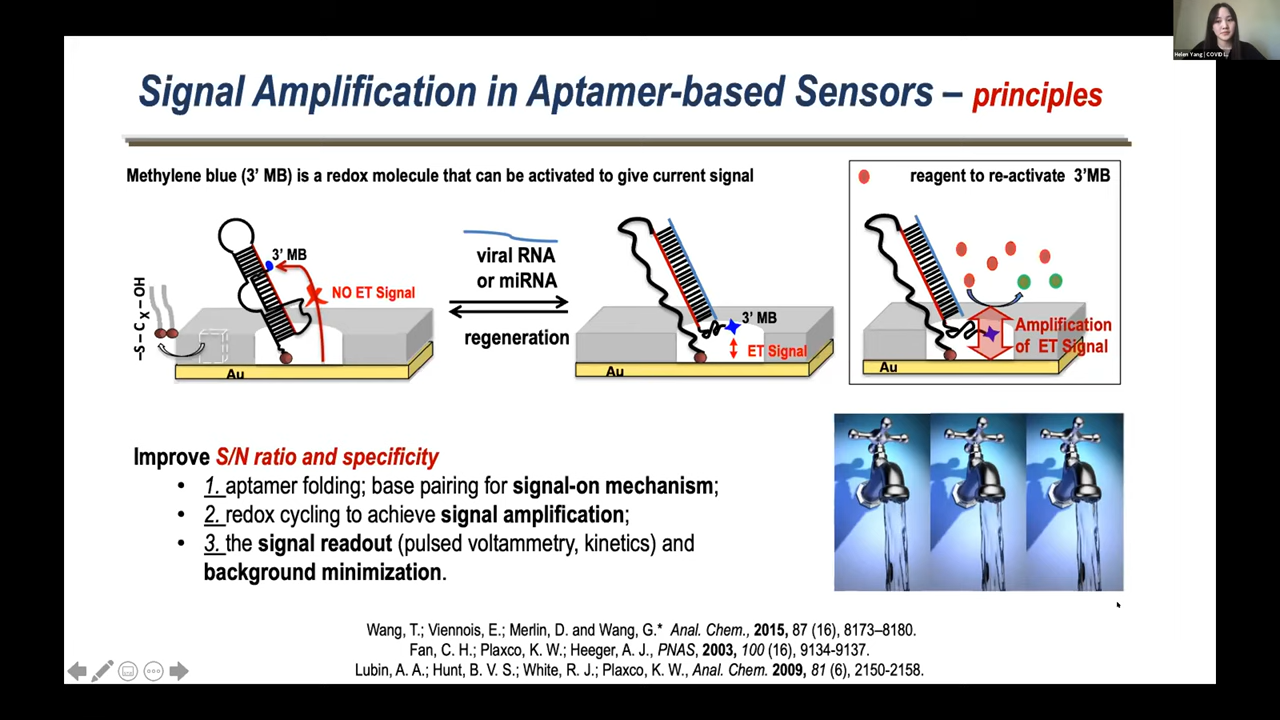 Helen Yang | COVID L..
Signal Amplification in Aptamer-based Sensors – principles
Methylene blue (3' MB) is a redox molecule that can be activated to give current signal
reagent to re-activate 3'MB
3' MB
NO ET Signal
–S–Cx–OH
Au
viral RNA
or miRNA
regeneration
3' MB
ET Signal
Au
Amplification
of ET Signal
Au
Improve S/N ratio and specificity
• 1. aptamer folding; base pairing for signal-on mechanism;
• 2. redox cycling to achieve signal amplification;
• 3. the signal readout (pulsed voltammetry, kinetics) and
background minimization.
Wang, T.; Viennois, E.; Merlin, D. and Wang, G.* Anal. Chem., 2015, 87 (16), 8173–8180.
Fan, C. H.; Plaxco, K. W.; Heeger, A. J., PNAS, 2003, 100 (16), 9134-9137.
Lubin, A. A.; Hunt, B. V. S.; White, R. J.; Plaxco, K. W., Anal. Chem. 2009, 81 (6), 2150-2158.